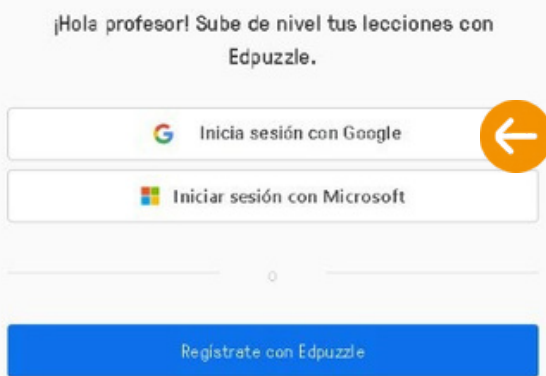 ¡Hola profesor! Sube de nivel tus lecciones con
Edpuzzle.
Inicia sesión con Google
Iniciar sesión con Microsoft
o
Regístrate con Edpuzzle